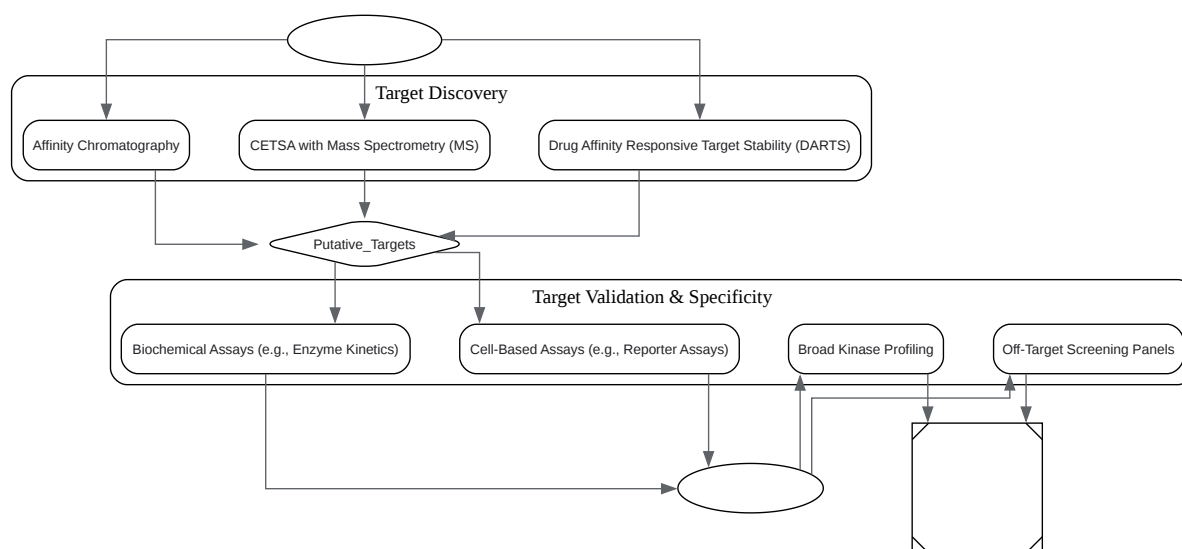 Target Discovery
Affinity Chromatography
CETSA with Mass Spectrometry (MS)
Drug Affinity Responsive Target Stability (DARTS)
Putative_Targets
Target Validation & Specificity
Biochemical Assays (e.g., Enzyme Kinetics)
Cell-Based Assays (e.g., Reporter Assays)
Broad Kinase Profiling
Off-Target Screening Panels